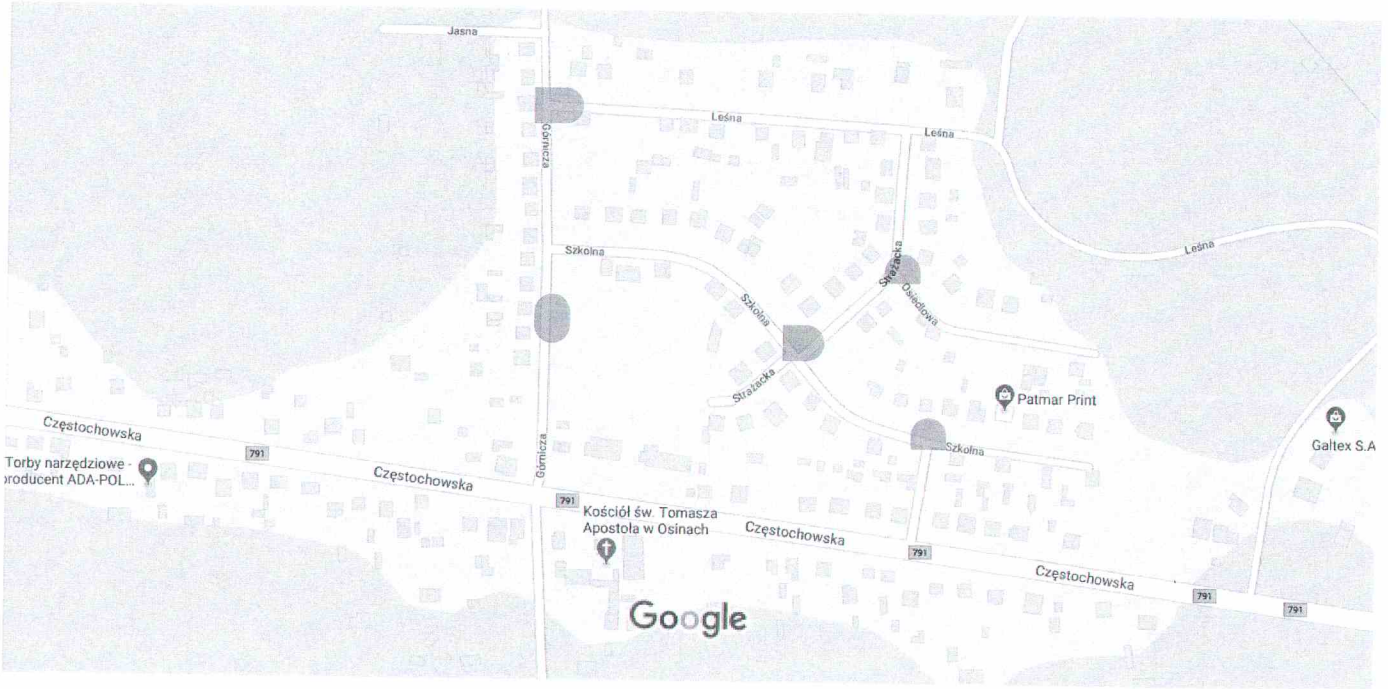 Jasna
Leśna
Leśna
Górnicza
Szkolna
Leśna
Strażacka
Osiedlowa
Szkolna
Strażacka
Patmar Print
Galtex S.A
Częstochowska
791
Szkolna
Górnicza
Torby narzędziowe -
producent ADA-POL...
Częstochowska
791
Kościół św. Tomasza
Apostoła w Osinach
Częstochowska
791
Częstochowska
791
791
Google